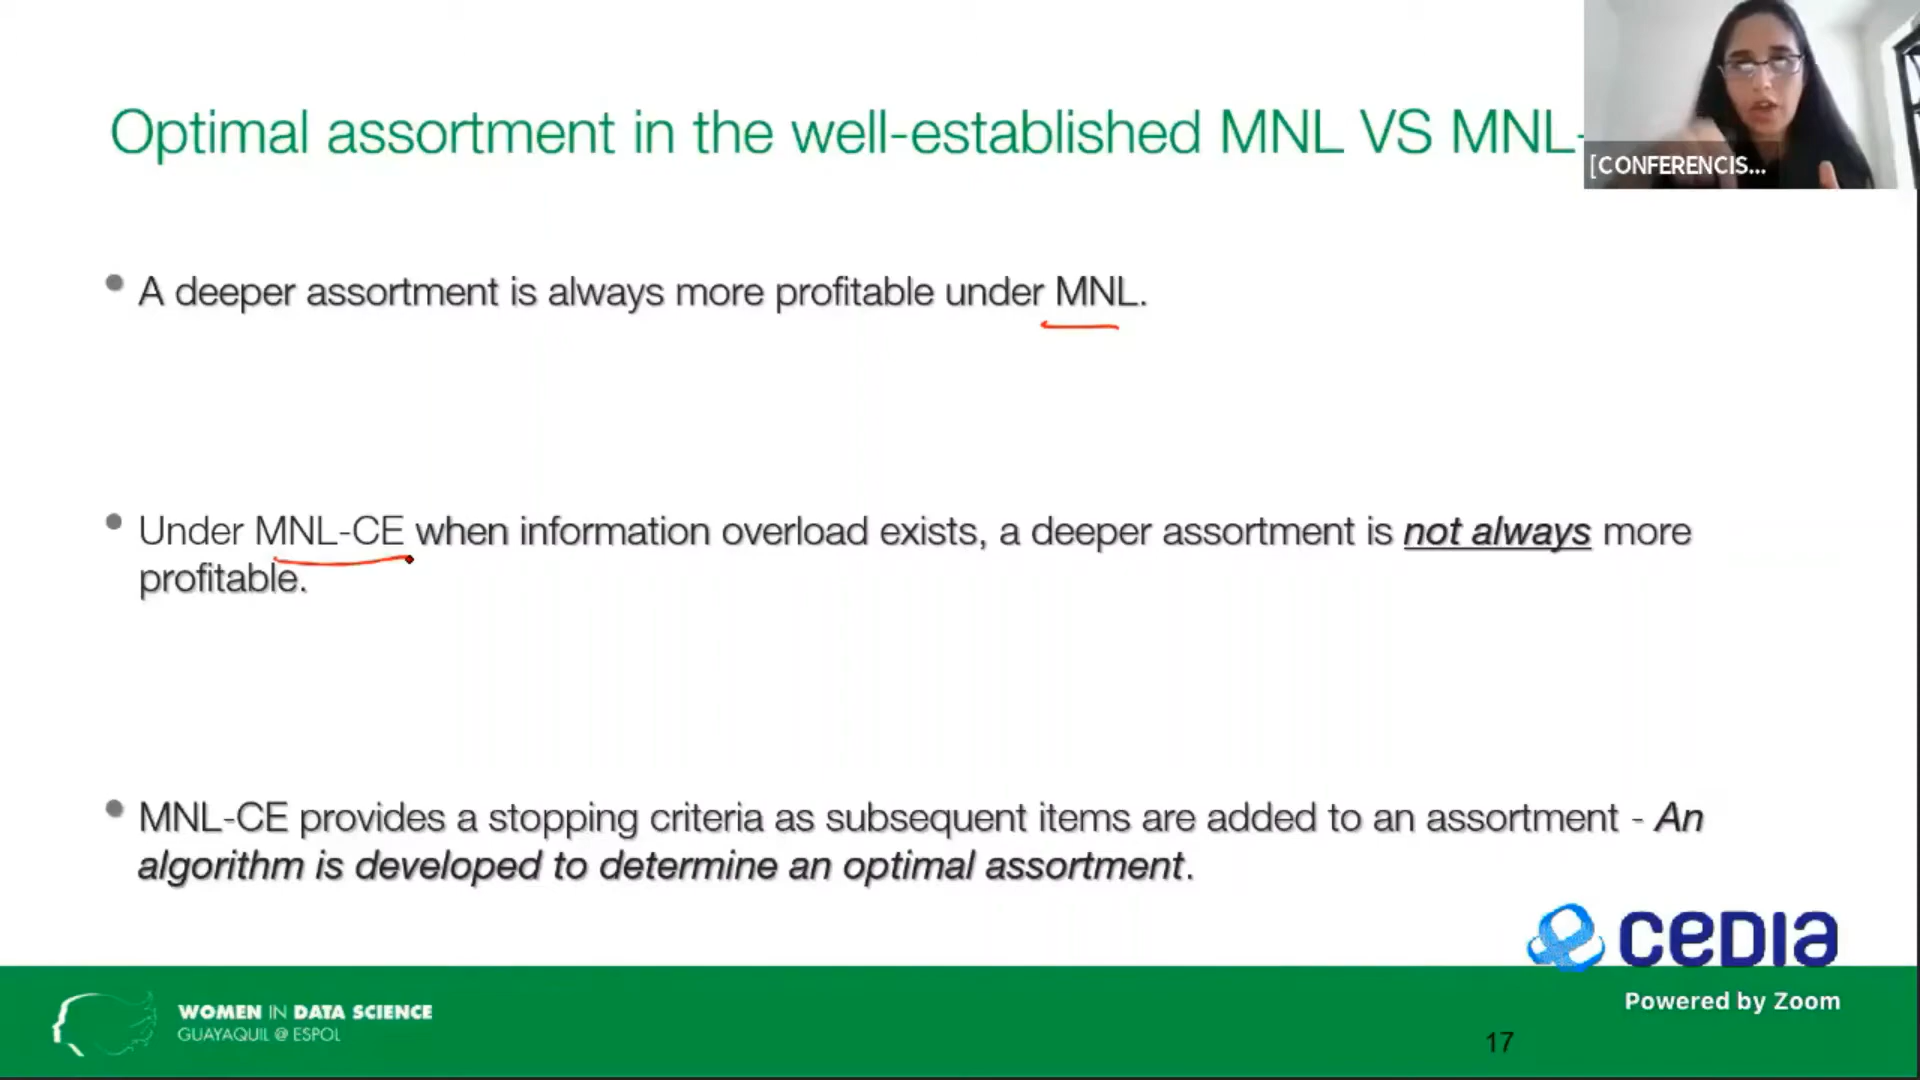 Optimal assortment in the well-established MNL VS MNL-
[CONFERENCIS...
A deeper assortment is always more profitable under MNL.
Under MNL-CE when information overload exists, a deeper assortment is not always more
profitable.
MNL-CE provides a stopping criteria as subsequent items are added to an assortment - An
algorithm is developed to determine an optimal assortment.
CEDIA
Powered by Zoom
WOMEN IN DATA SCIENCE
GUAYAQUIL @ ESPOL
17